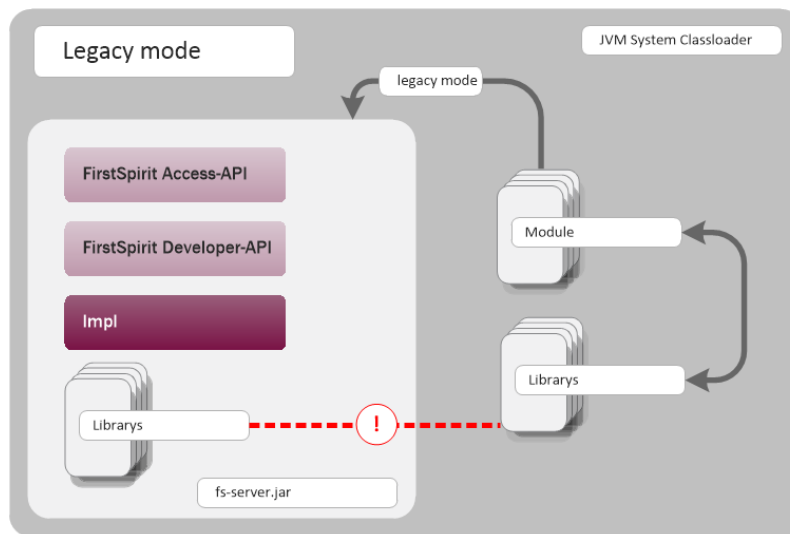 Legacy mode
JVM System Classloader
legacy mode
FirstSpirit Access-API
FirstSpirit Developer-API
Impl
Librarys
!
fs-server.jar
Module
Librarys